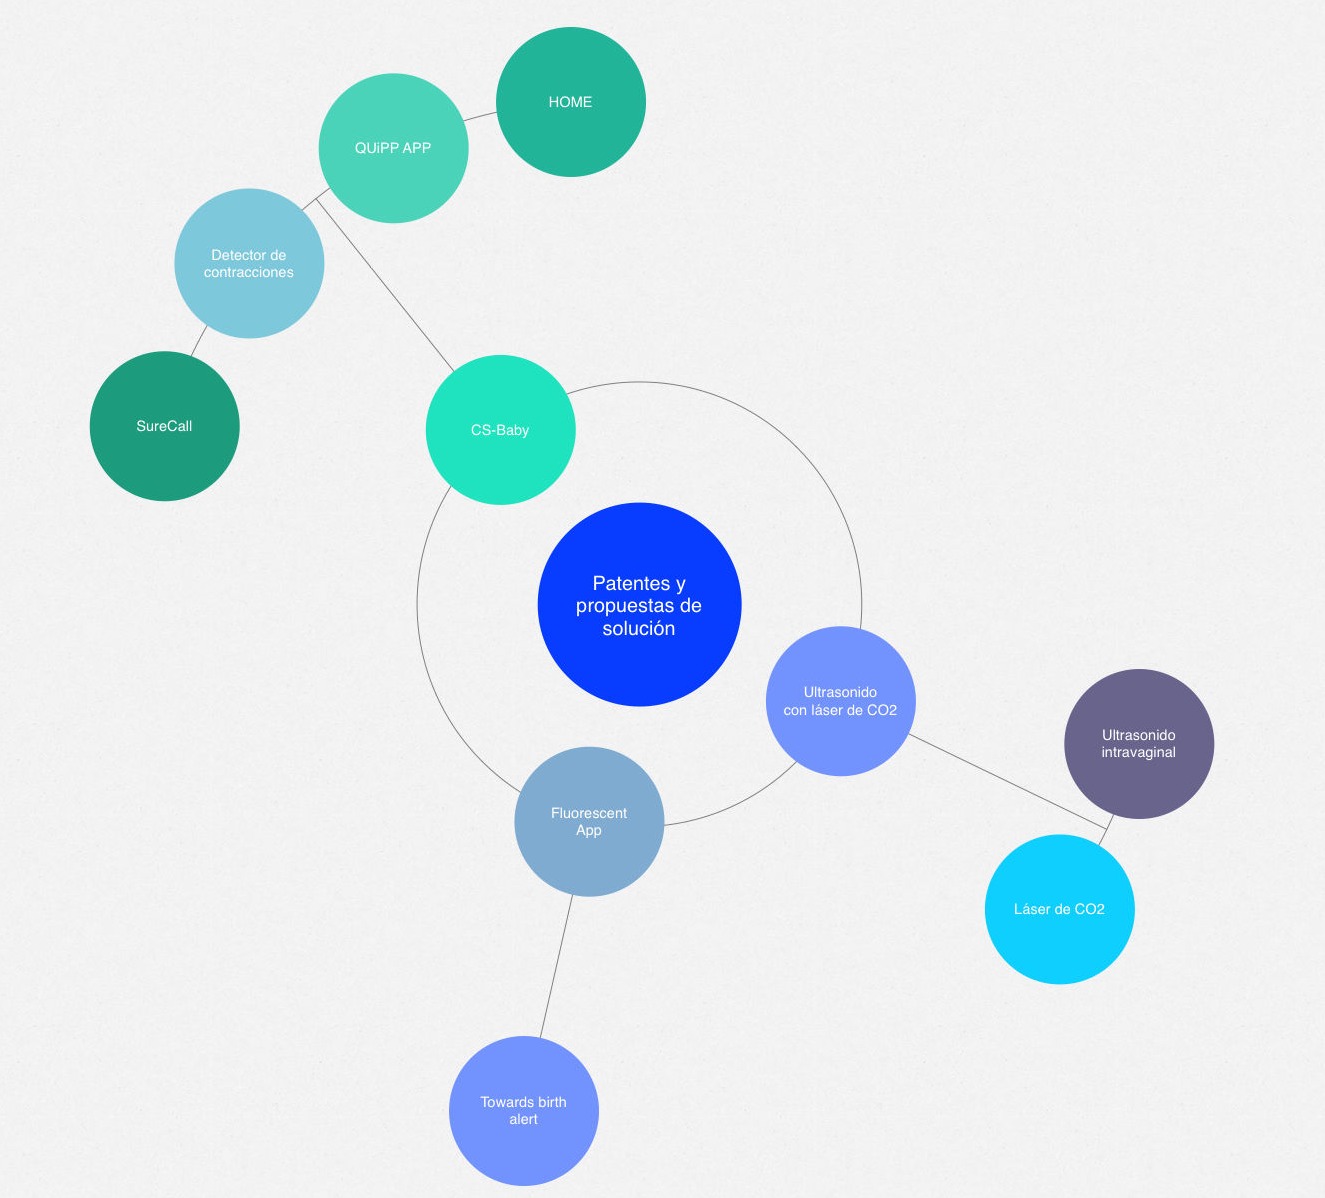 HOME
QUiPP APP
Detector de
contracciones
SureCall
CS-Baby
Patentes y
propuestas de
solución
Ultrasonido
con láser de CO2
Ultrasonido
intravaginal
Fluorescent
App
Láser de CO2
Towards birth
alert